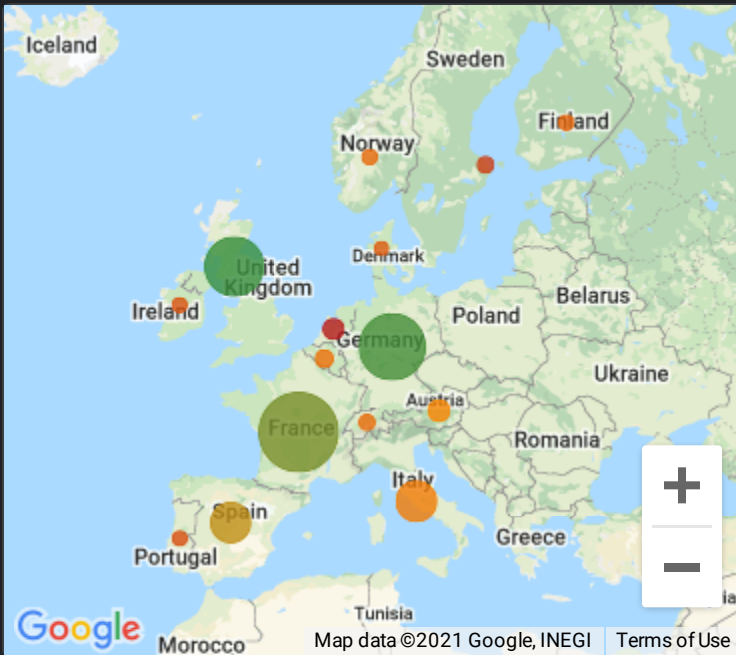 Iceland
Sweden
Finland
Norway
Denmark
United
Kingdom
Ireland
Belarus
Poland
Germany
Ukraine
Austria
France
Romania
Italy
Spain
Greece
Portugal
Tunisia
Google
Morocco
Map data ©2021 Google, INEGI
Terms of Use
ia